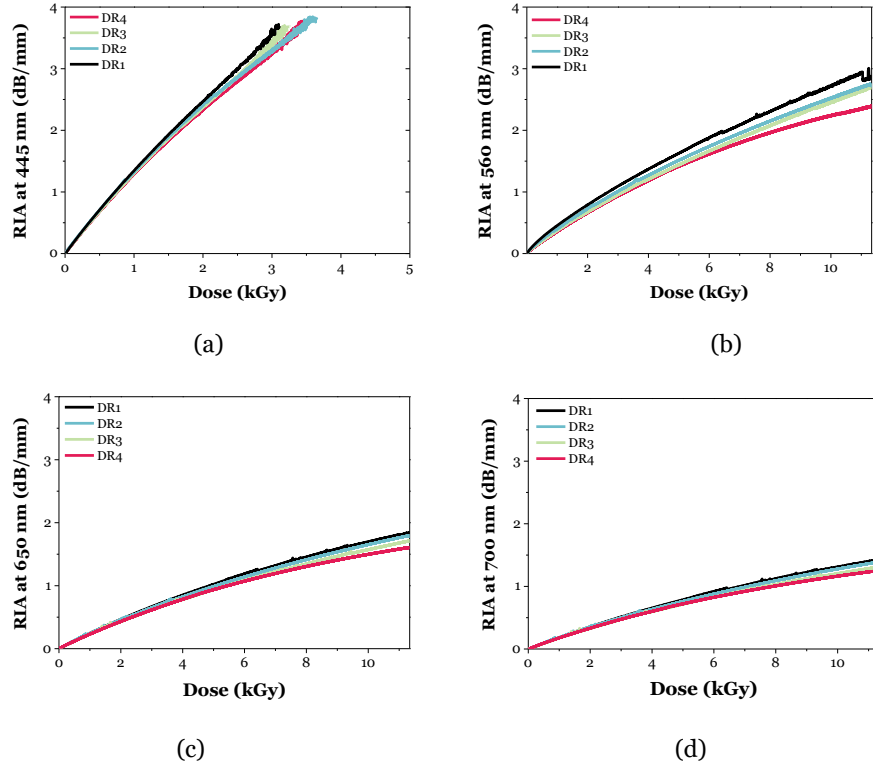 RIA at 445 nm (dB/mm)
4
3
2
1
0
DR4
DR3
DR2
DR1
0 1 2 3 4 5
Dose (kGy)
(a)
RIA at 560 nm (dB/mm)
4
3
2
1
0
DR4
DR3
DR2
DR1
2 4 6 8 10
Dose (kGy)
(b)
RIA at 650 nm (dB/mm)
4
3
2
1
0
DR1
DR2
DR3
DR4
0 2 4 6 8 10
Dose (kGy)
(c)
RIA at 700 nm (dB/mm)
4
3
2
1
0
DR1
DR2
DR3
DR4
0 2 4 6 8 10
Dose (kGy)
(d)